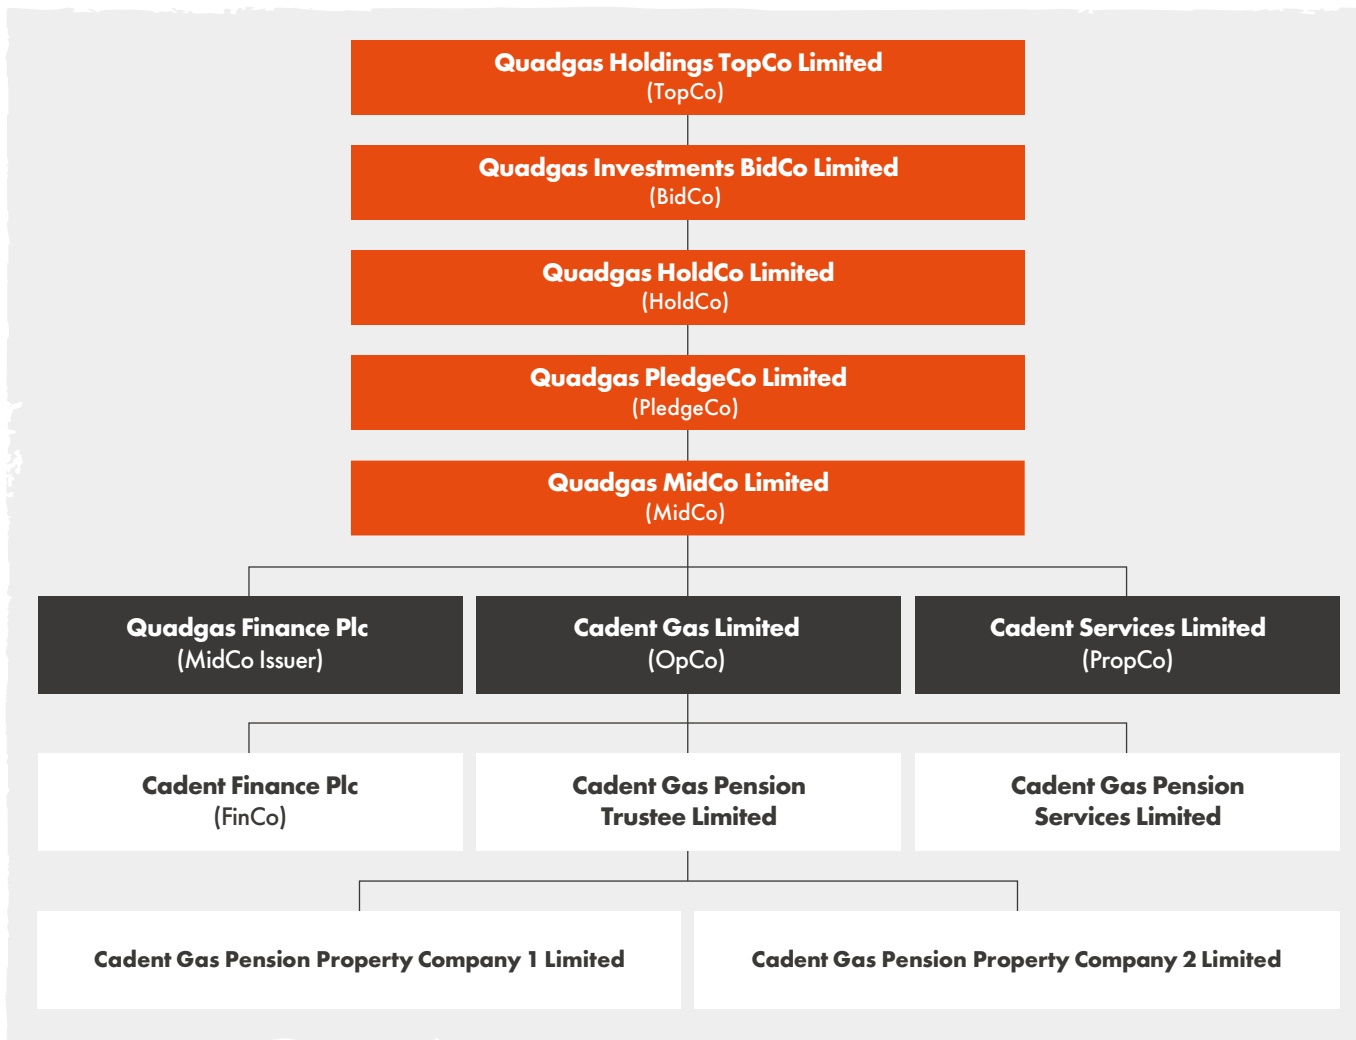 Quadgas Holdings TopCo Limited
(TopCo)
Quadgas Investments BidCo Limited
(BidCo)
Quadgas HoldCo Limited
(HoldCo)
Quadgas PledgeCo Limited
(PledgeCo)
Quadgas MidCo Limited
(MidCo)
Quadgas Finance Plc
(MidCo Issuer)
Cadent Gas Limited
(OpCo)
Cadent Services Limited
(PropCo)
Cadent Finance Plc
(FinCo)
Cadent Gas Pension
Trustee Limited
Cadent Gas Pension
Services Limited
Cadent Gas Pension Property Company 1 Limited
Cadent Gas Pension Property Company 2 Limited